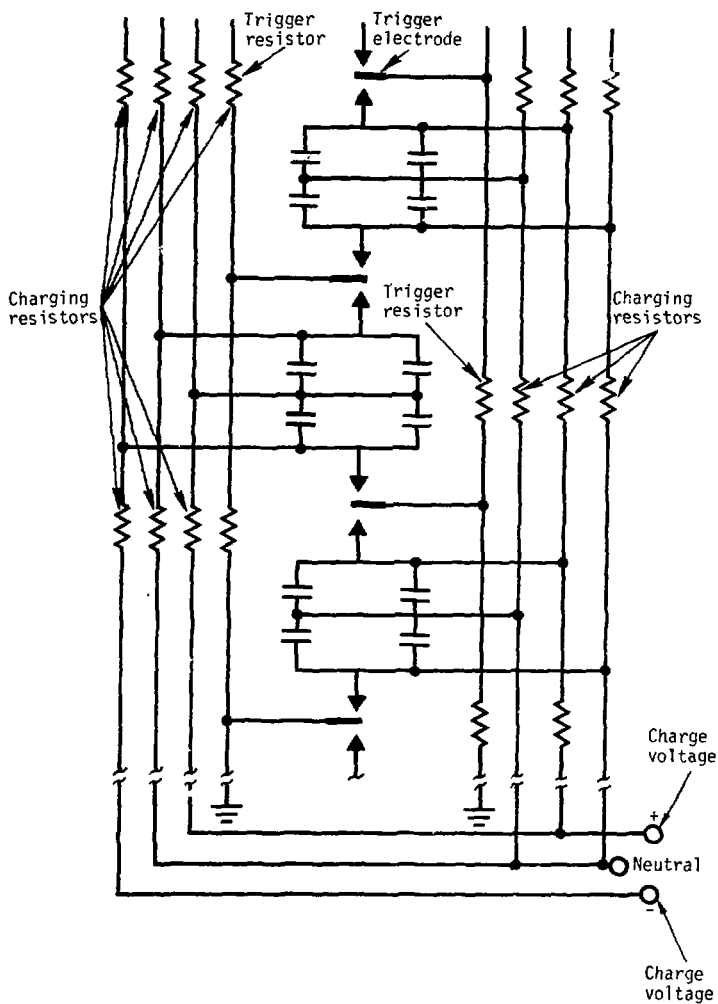 Trigger
resistor
Trigger
electrode
Charging
resistors
Trigger
resistor
Charging
resistors
Charge
voltage
+
Neutral
-
Charge
voltage